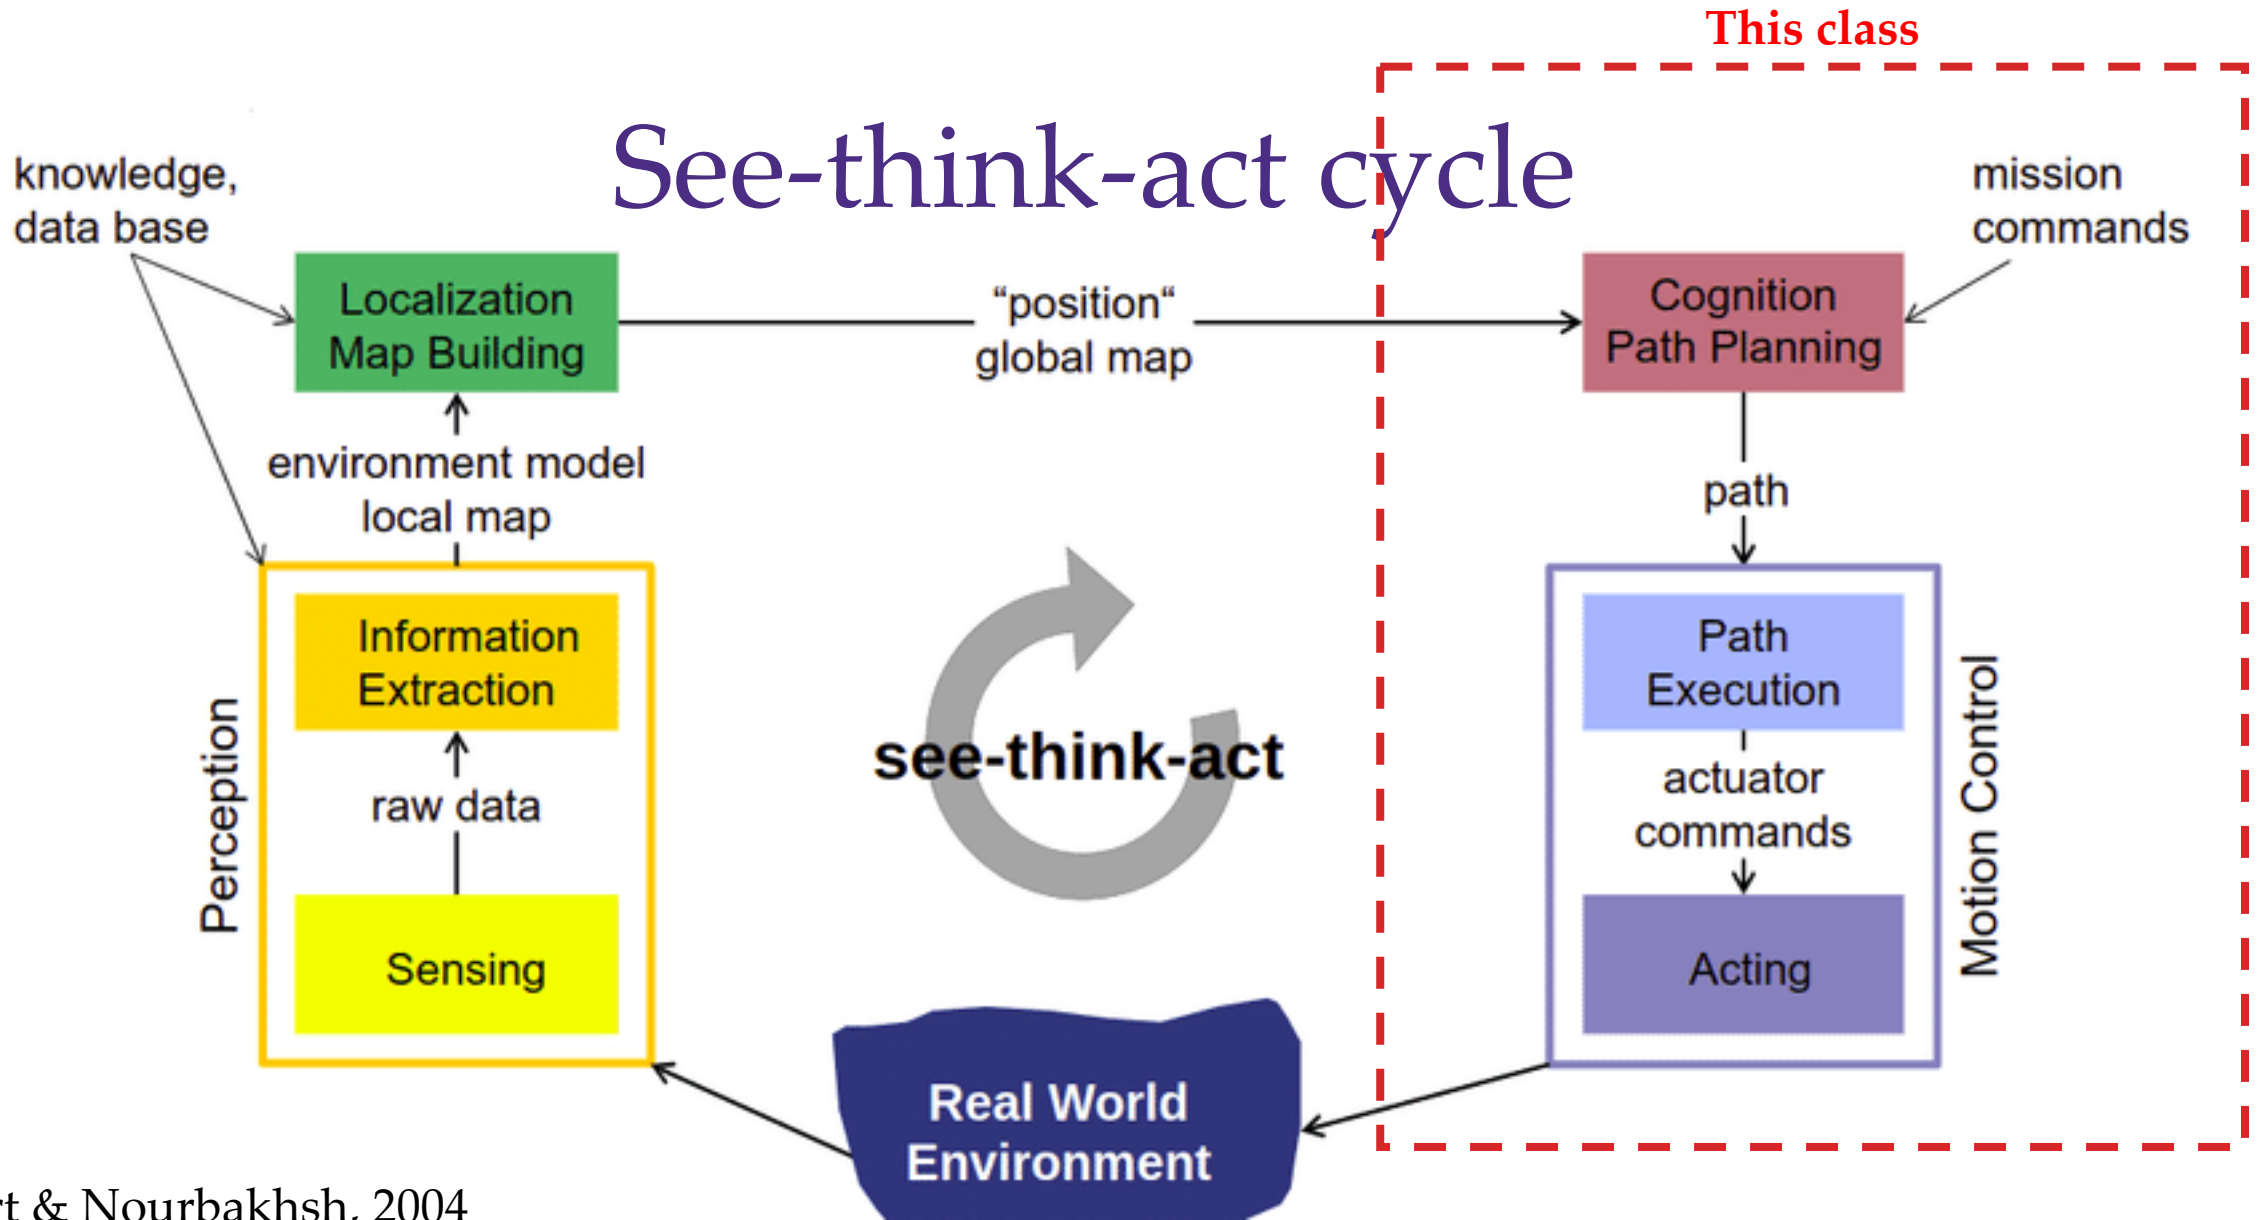 This class
See-think-act cycle
knowledge,
data base
mission
commands
Localization
Map Building
“position“
global map
Cognition
Path Planning
environment model
local map
path
Perception
Information
Extraction
raw data
Sensing
see-think-act
Path
Execution
actuator
commands
Acting
Motion Control
Real World
Environment
& Nourbakhsh, 2004